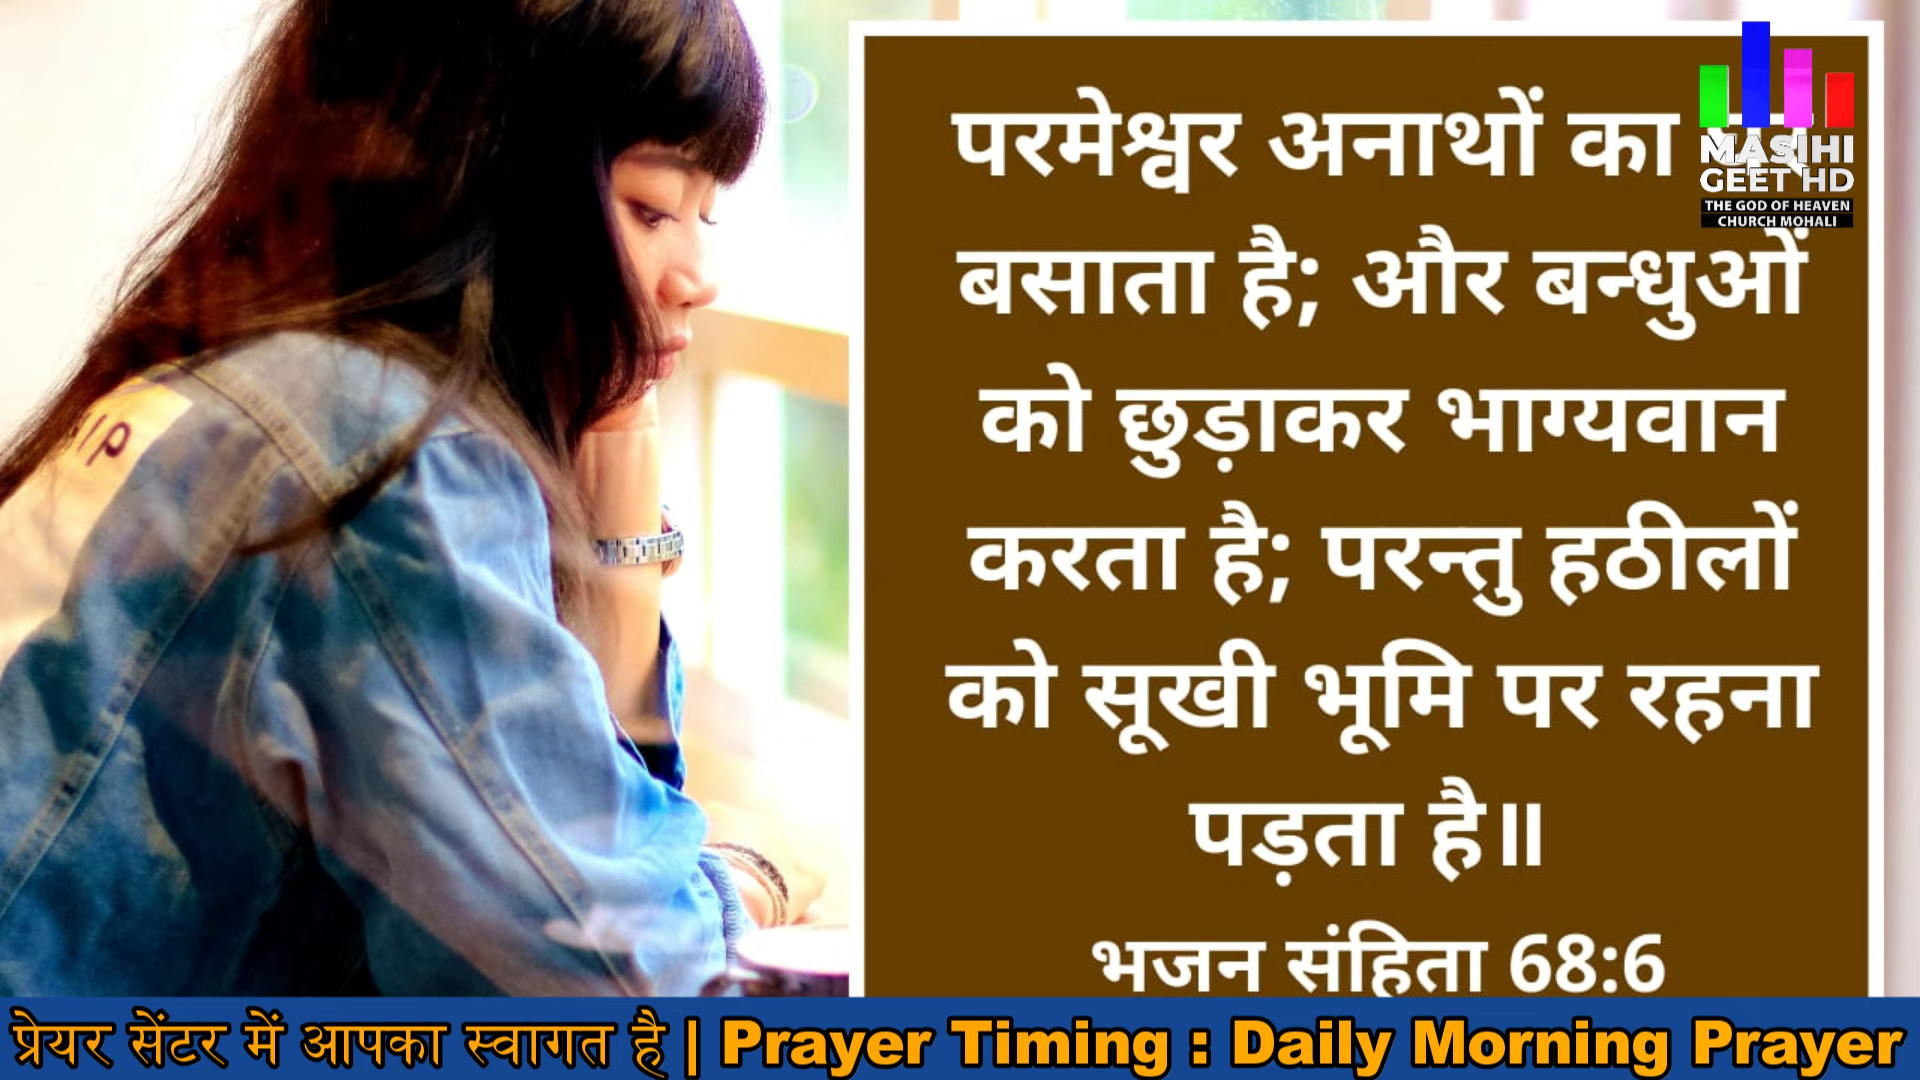 परमेश्वर अनाथों का
बसाता है; और बन्धुओं
को छुड़ाकर भाग्यवान
करता है; परन्तु हठीलों
को सूखी भूमि पर रहना
पड़ता है॥
भजन संहिता 68:6
MASIHI
GEET HD
THE GOD OF HEAVEN
CHURCH MOHALI
प्रेयर सेंटर में आपका स्वागत है | Prayer Timing : Daily Morning Prayer